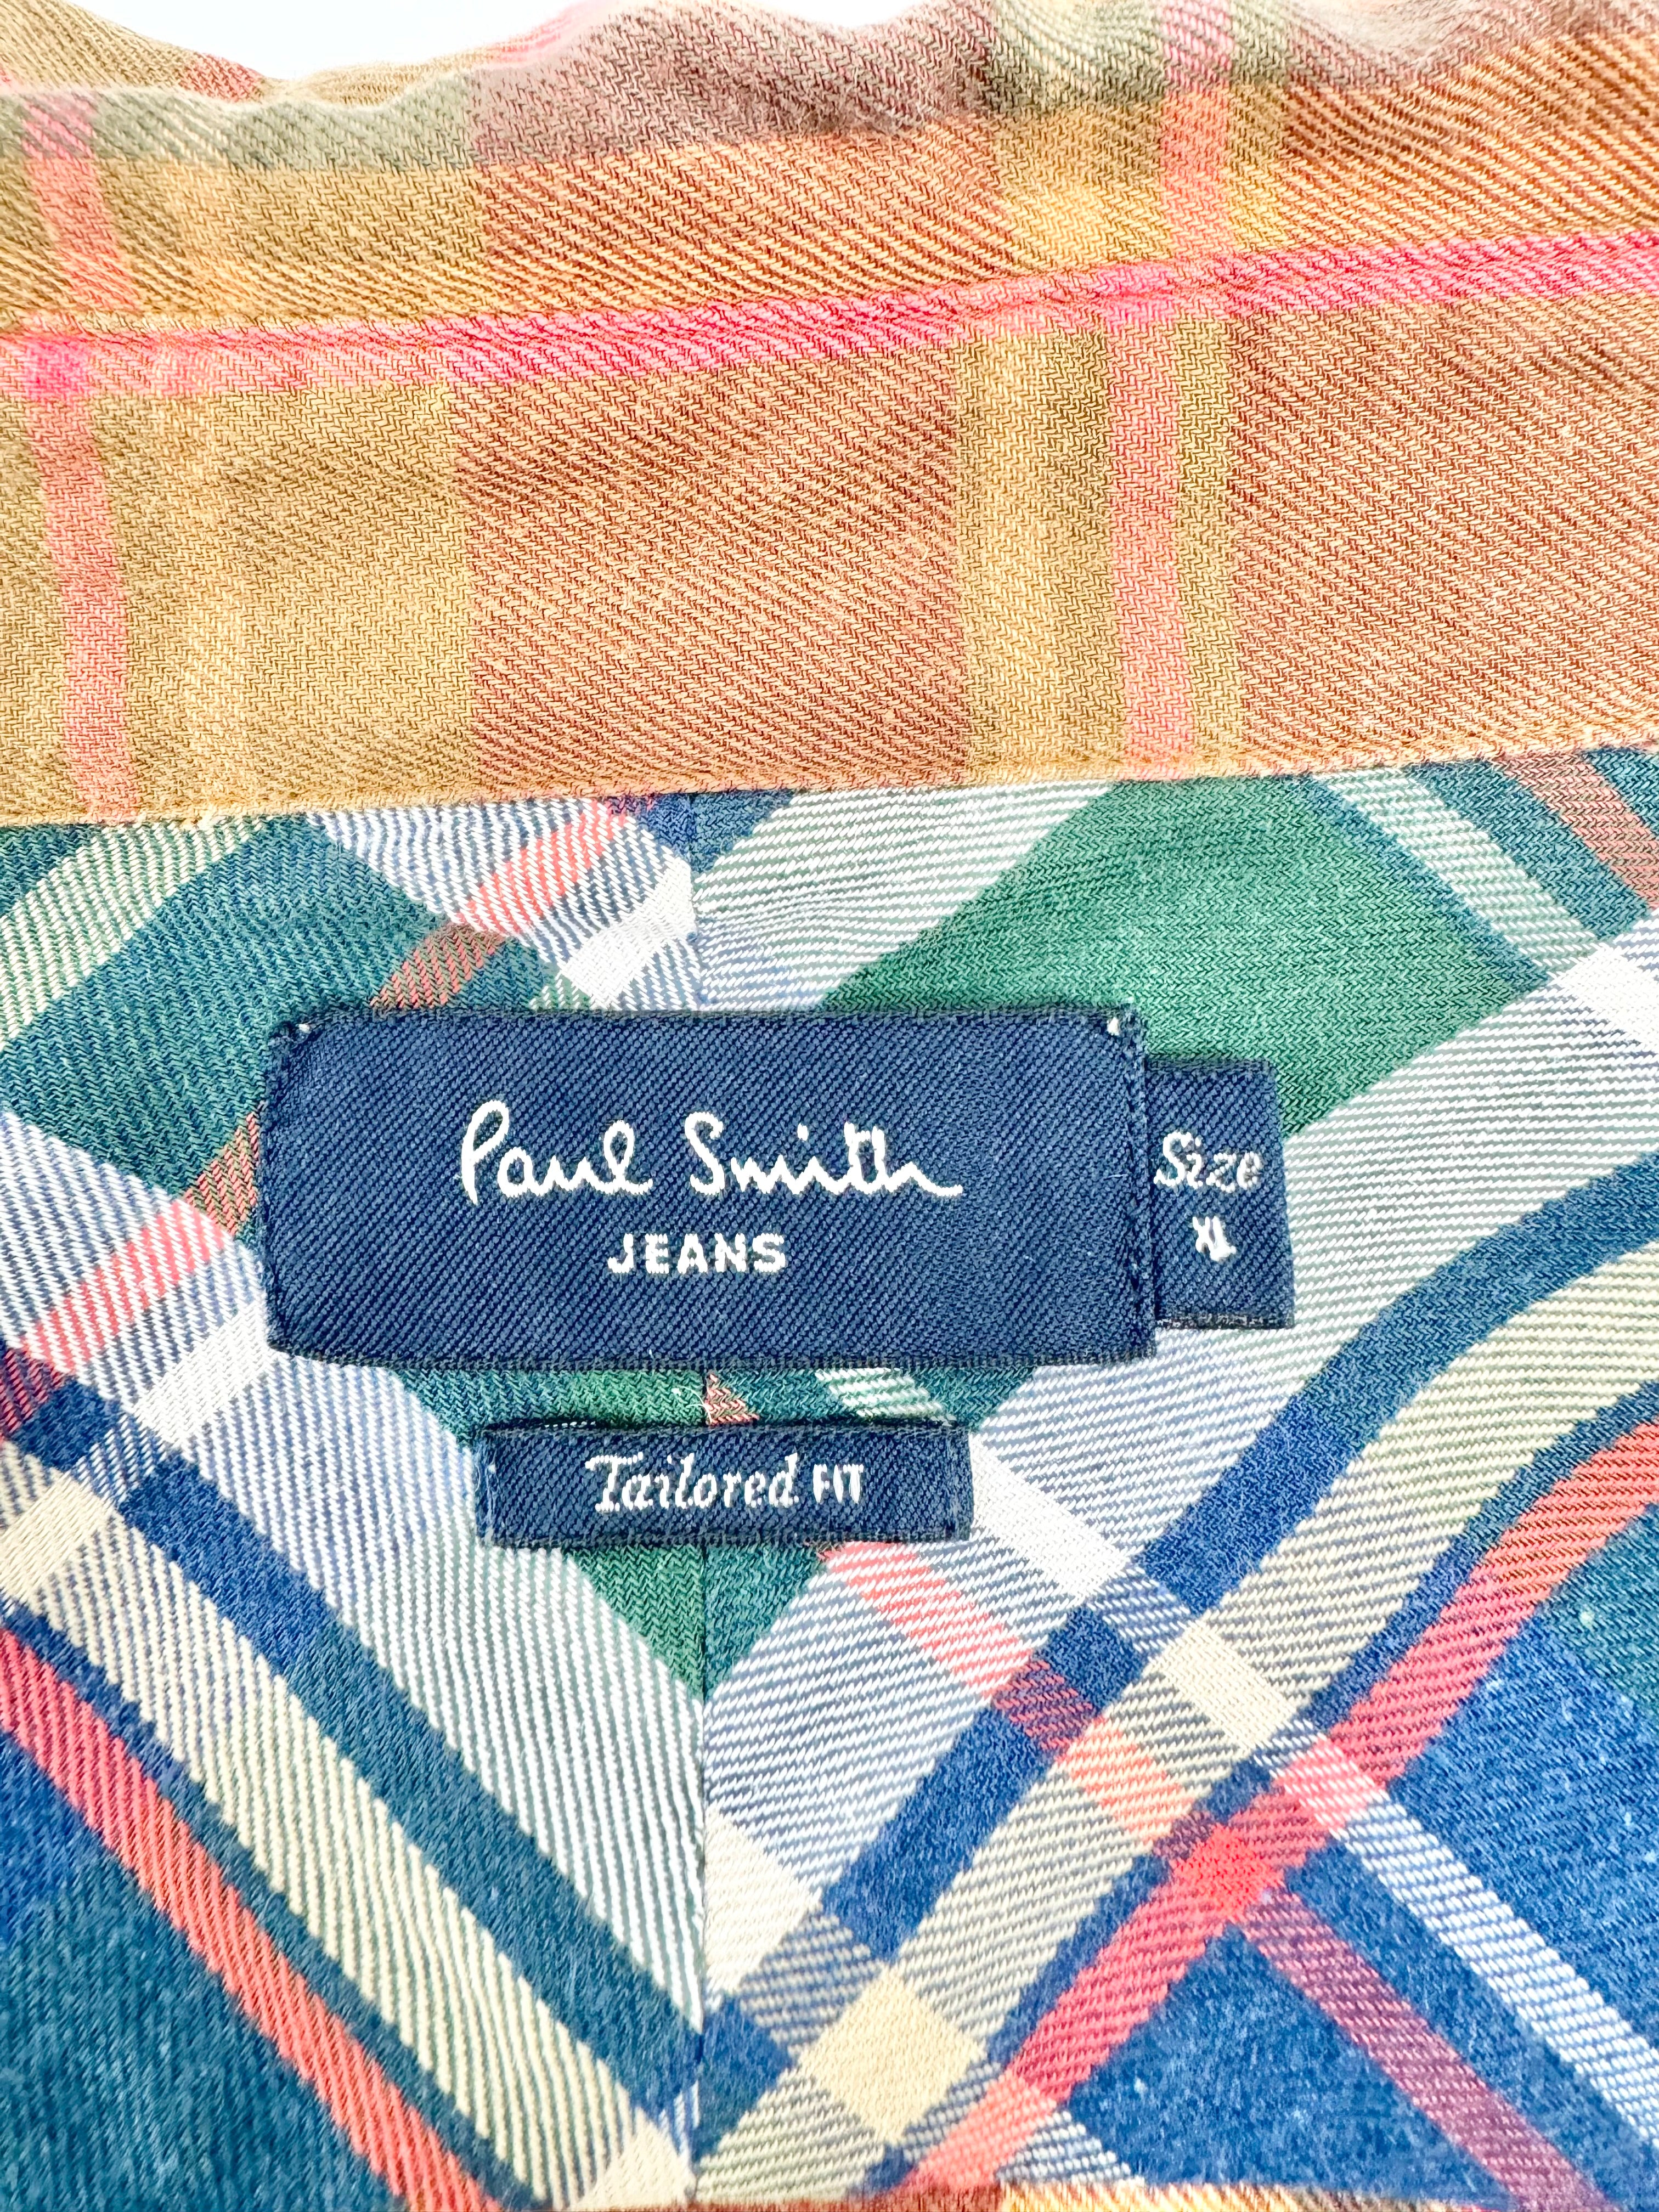 Paul Smith
JEANS
Size
XL
Tailored FIT